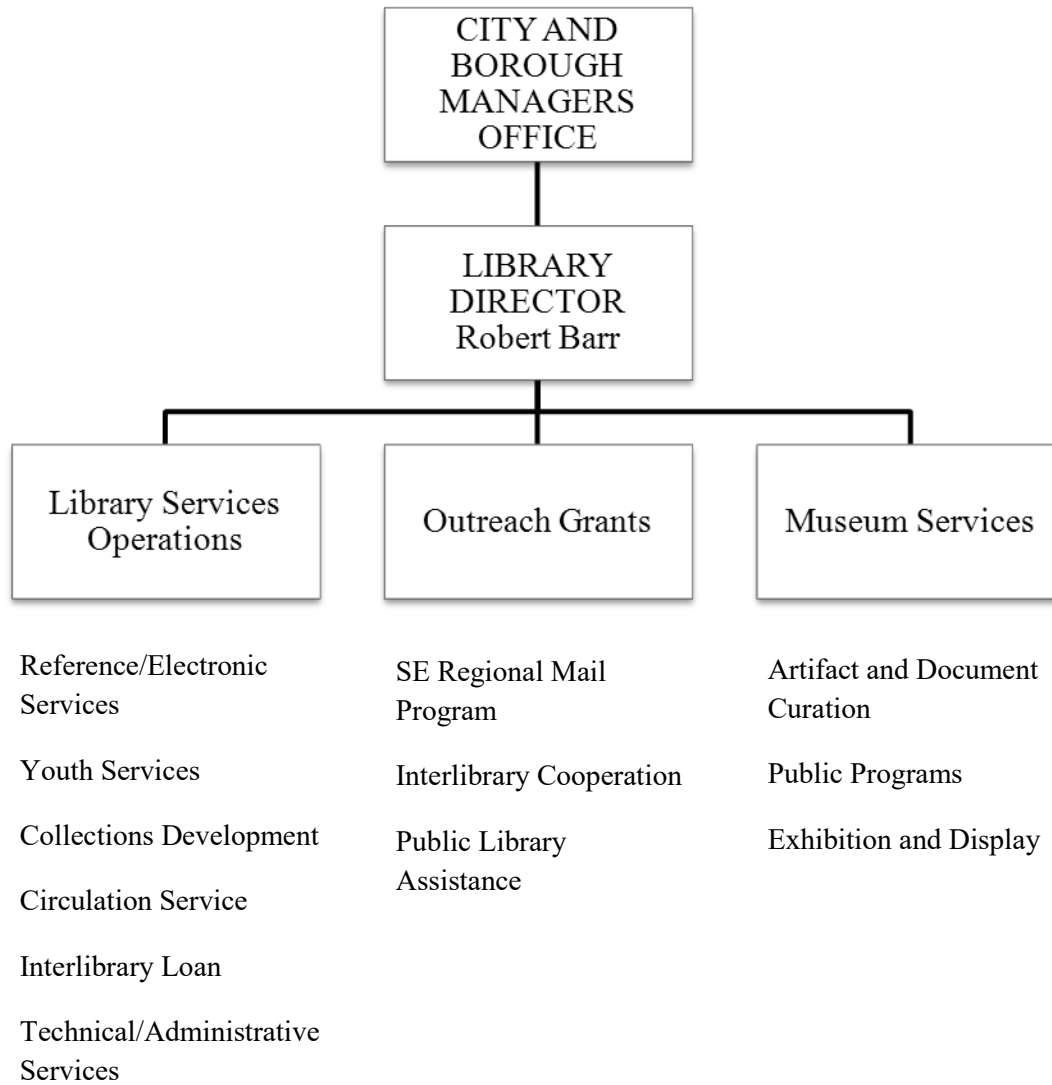 CITY AND
BOROUGH
MANAGERS
OFFICE
LIBRARY
DIRECTOR
Robert Barr
Library Services
Operations
Outreach Grants
Museum Services
Reference/Electronic
Services
Youth Services
Collections Development
Circulation Service
Interlibrary Loan
Technical/Administrative
Services
SE Regional Mail
Program
Interlibrary Cooperation
Public Library
Assistance
Artifact and Document
Curation
Public Programs
Exhibition and Display